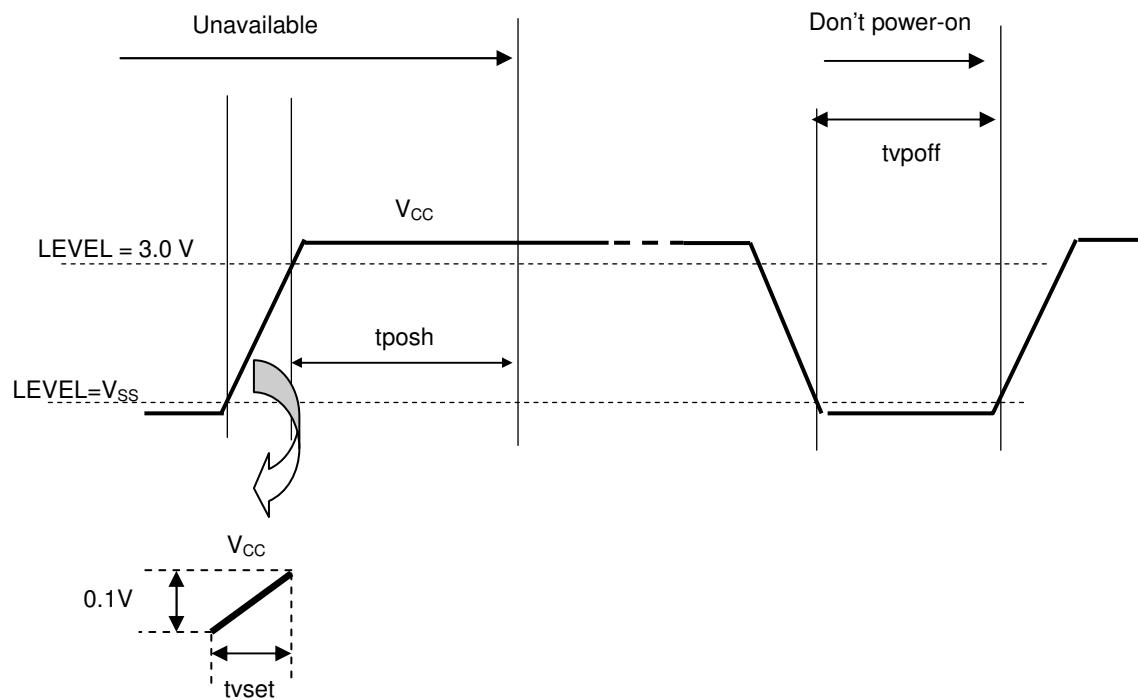 Unavailable
Don't power-on
tvpoff
VCC
LEVEL = 3.0 V
tposh
LEVEL=VSS
VCC
0.1V
tvset